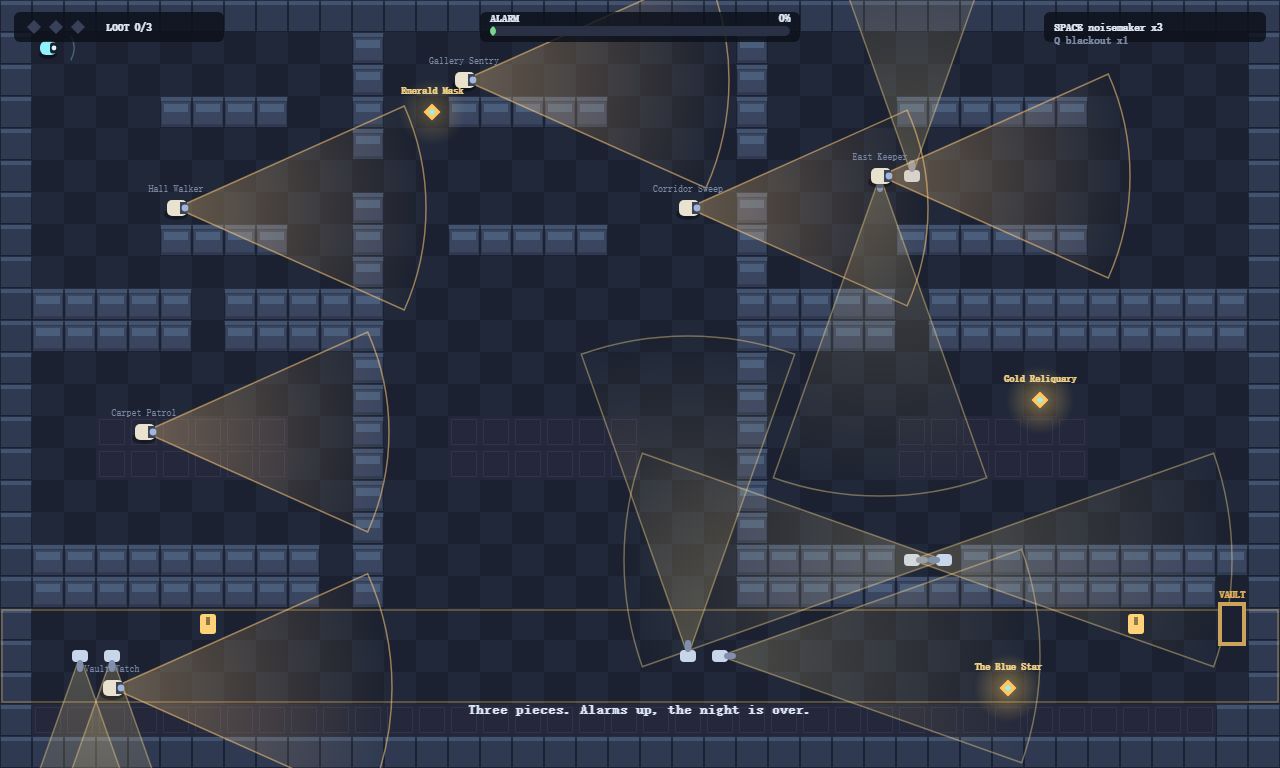 LOOT 0/3
ALARM 0%
SPACE noisemaker x3
Q blackout x1
Gallery Sentry
Emerald Mask
East Keeper
Hall Walker
Corridor Sweep
Gold Reliquary
Carpet Patrol
VAULT
Vault Watch
The Blue Star
Three pieces. Alarms up, the night is over.